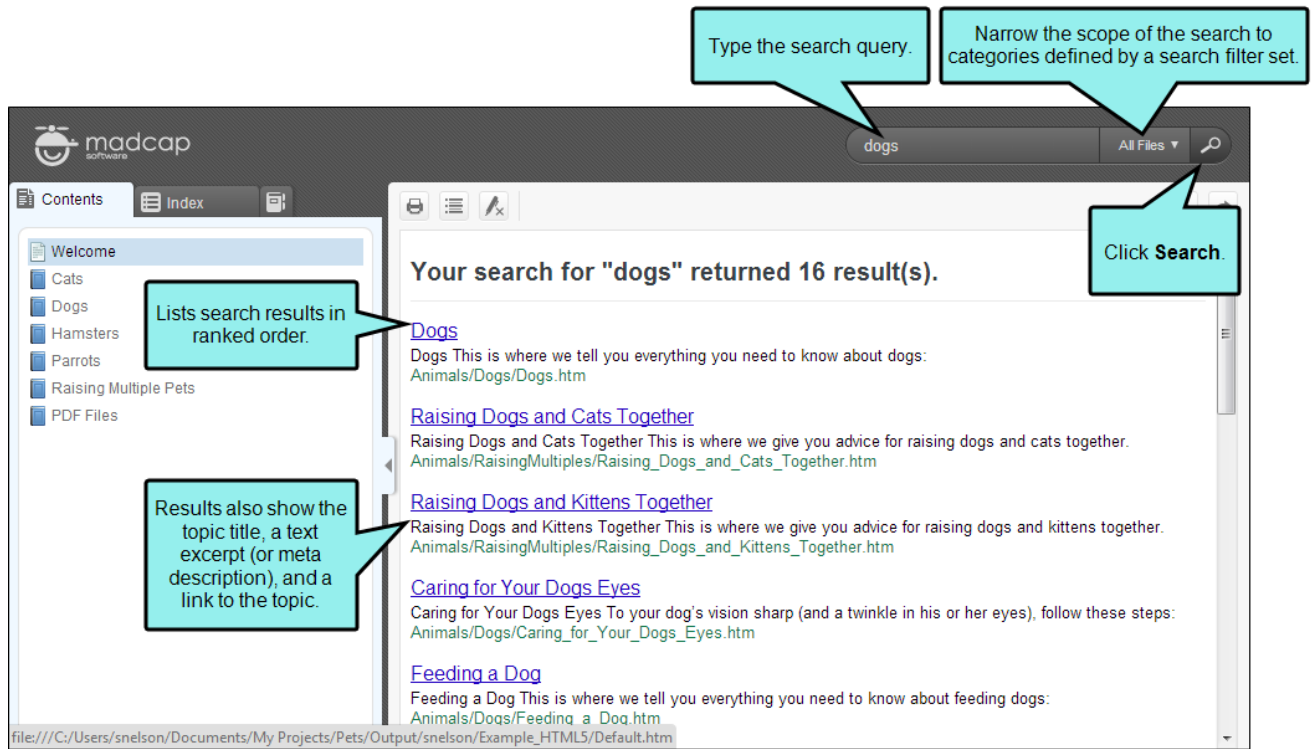 Type the search query.
Narrow the scope of the search to
categories defined by a search filter set.
madcap
software
dogs
All Files
Contents
Index
Click Search.
Welcome
Cats
Dogs
Hamsters
Parrots
Raising Multiple Pets
PDF Files
Lists search results in
ranked order.
Results also show the
topic title, a text
excerpt (or meta
description), and a
link to the topic.
Your search for "dogs" returned 16 result(s).
Dogs
Dogs This is where we tell you everything you need to know about dogs:
Animals/Dogs/Dogs.htm
Raising Dogs and Cats Together
Raising Dogs and Cats Together This is where we give you advice for raising dogs and cats together.
Animals/RaisingMultiples/Raising_Dogs_and_Cats_Together.htm
Raising Dogs and Kittens Together
Raising Dogs and Kittens Together This is where we give you advice for raising dogs and kittens together.
Animals/RaisingMultiples/Raising_Dogs_and_Kittens_Together.htm
Caring for Your Dogs Eyes
Caring for Your Dogs Eyes To your dog’s vision sharp (and a twinkle in his or her eyes), follow these steps:
Animals/Dogs/Caring_for_Your_Dogs_Eyes.htm
Feeding a Dog
Feeding a Dog This is where we tell you everything you need to know about feeding dogs:
Animals/Dogs/Feeding_a_Dog.htm
file:///C:/Users/snelson/Documents/My Projects/Pets/Output/snelson/Example_HTML5/Default.htm